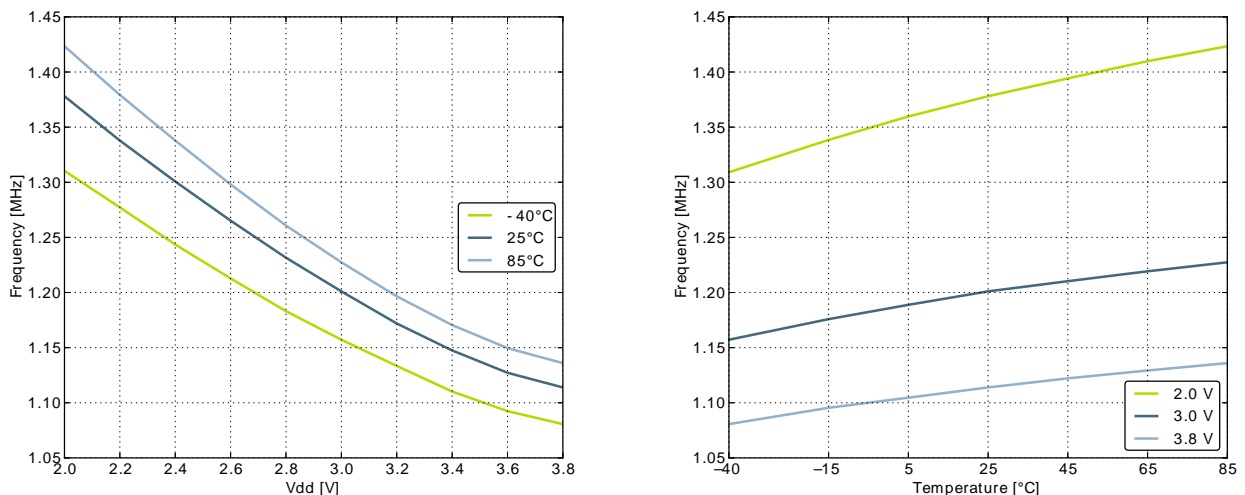 1.45
1.40
1.35
1.30
1.25
1.20
1.15
1.10
1.05
Frequency [MHz]
2.0 2.2 2.4 2.6 2.8 3.0 3.2 3.4 3.6 3.8
Vdd [V]
- 40°C
25°C
85°C
1.45
1.40
1.35
1.30
1.25
1.20
1.15
1.10
1.05
Frequency [MHz]
–40 –15 5 25 45 65 85
Temperature [°C]
2.0 V
3.0 V
3.8 V